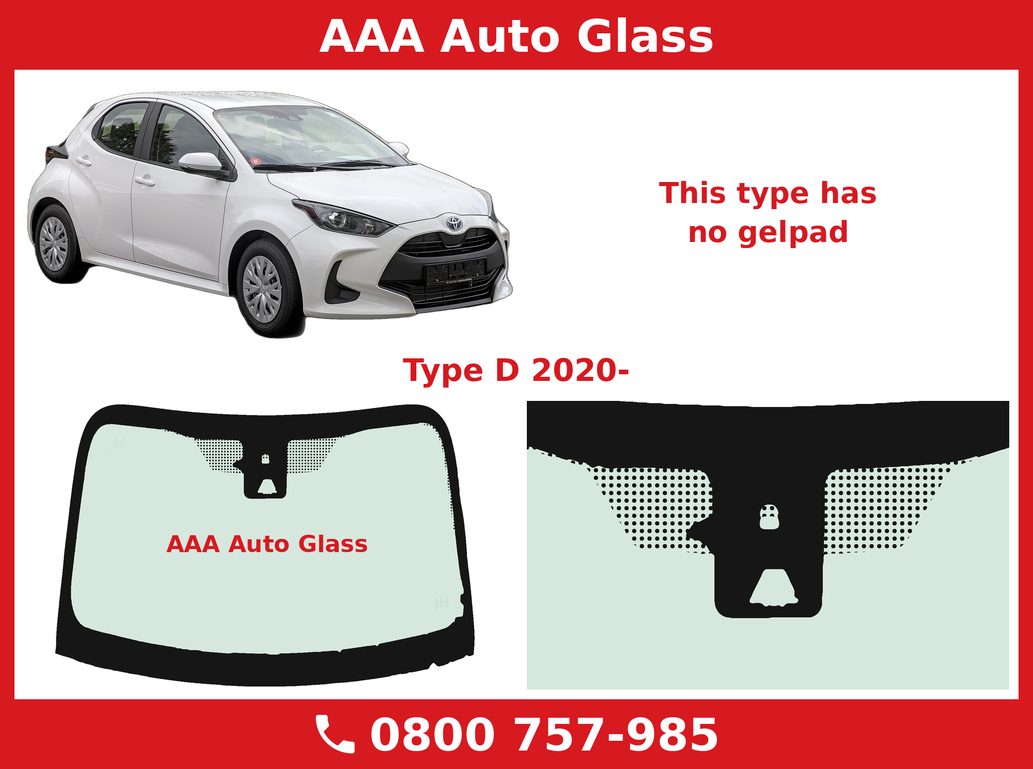 AAA Auto Glass
This type has
no gelpad
Type D 2020-
AAA Auto Glass
0800 757-985